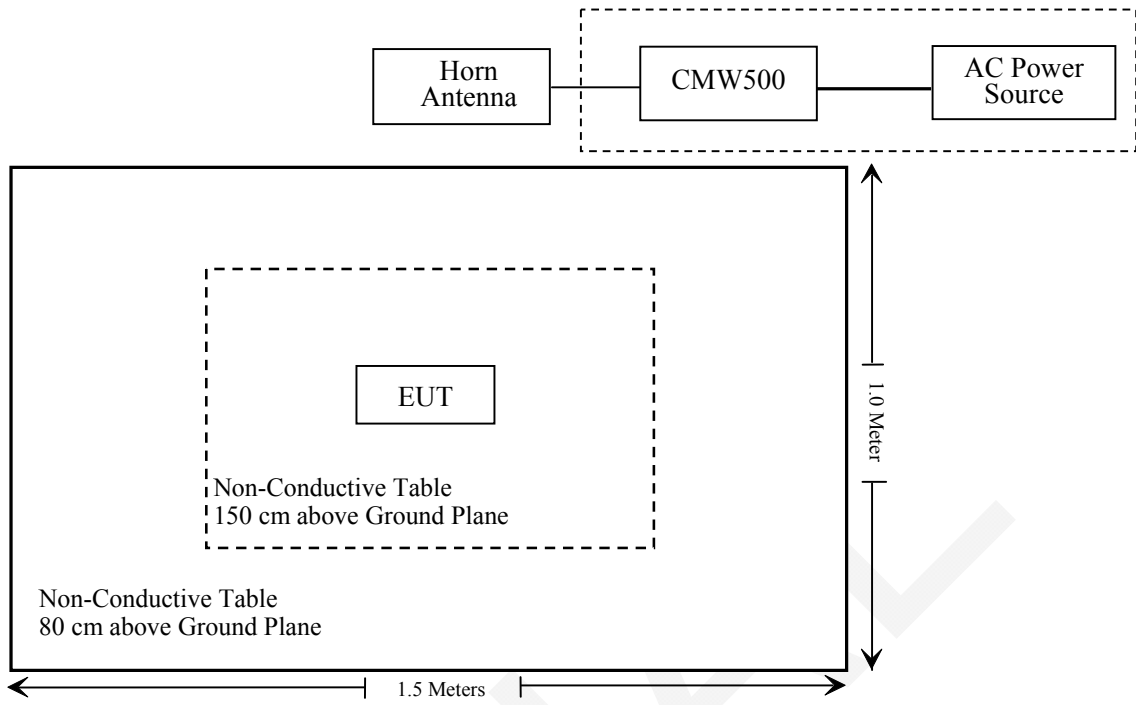 Horn
Antenna
CMW500
AC Power
Source
EUT
1.0 Meter
Non-Conductive Table
150 cm above Ground Plane
Non-Conductive Table
80 cm above Ground Plane
1.5 Meters